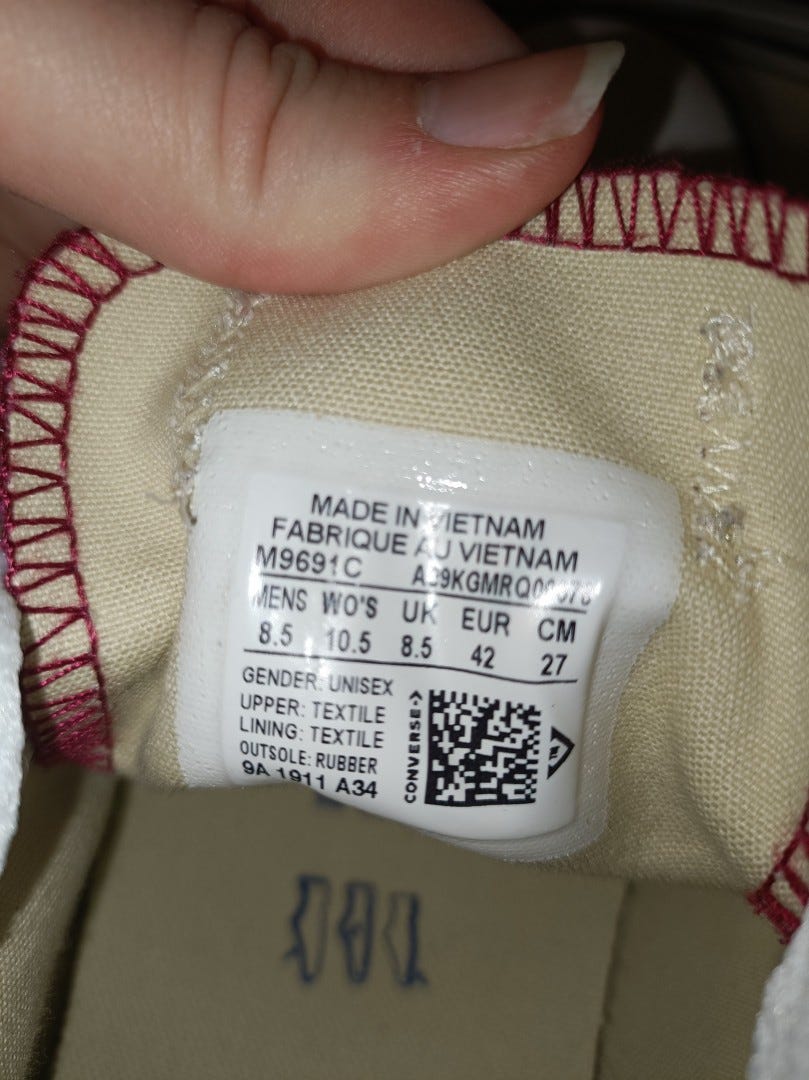 MADE IN VIETNAM
FABRIQUE AU VIETNAM
M9691C
MENS WO'S UK EUR CM
8.5 10.5 8.5 42 27
GENDER: UNISEX
UPPER: TEXTILE
LINING: TEXTILE
OUTSOLE: RUBBER
9A 1911 A34
CONVERSE